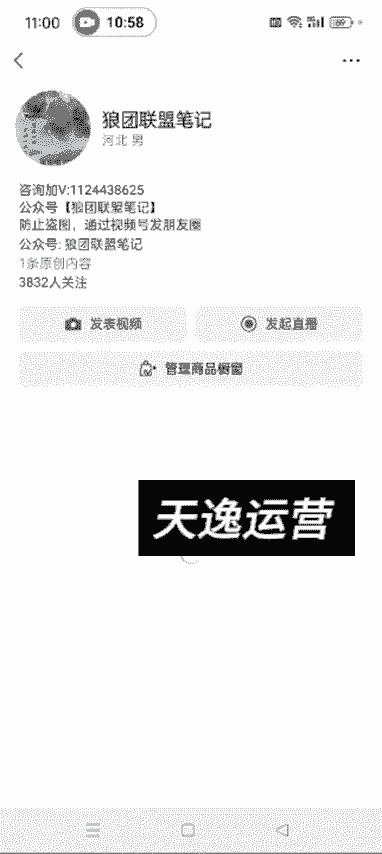 11:00
10:58
狼团联盟笔记
河北 男
咨询加V:1124438625
公众号【狼团联盟笔记】
防止盗图，通过视频号发朋友圈
公众号: 狼团联盟笔记
1条原创内容
3832人关注
发表视频
发起直播
管理商品橱窗
天逸运营